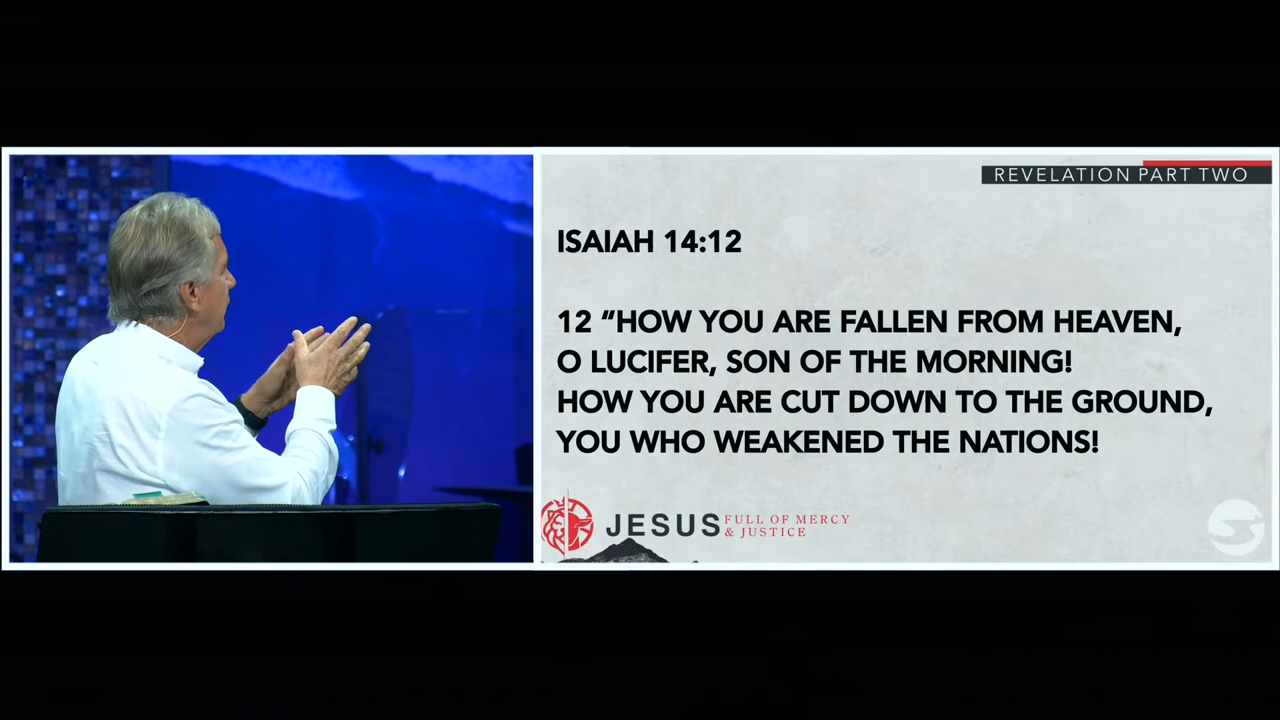 REVELATION PART TWO
ISAIAH 14:12
12 “HOW YOU ARE FALLEN FROM HEAVEN,
O LUCIFER, SON OF THE MORNING!
HOW YOU ARE CUT DOWN TO THE GROUND,
YOU WHO WEAKENED THE NATIONS!
JESUS FULL OF MERCY
& JUSTICE